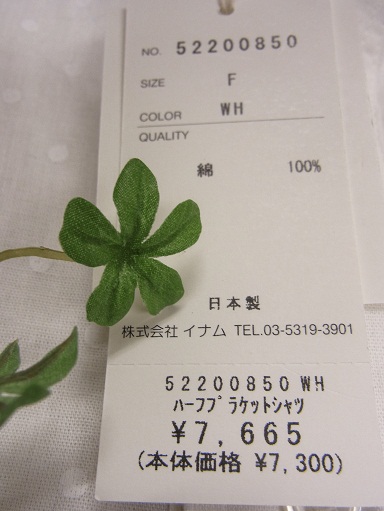 NO. 52200850
SIZE F
COLOR WH
QUALITY
綿 100%
日本製
株式会社 イナム TEL.03-5319-3901
52200850 WH
ハーフプラケットシャツ
¥7,665
(本体価格 ¥7,300)